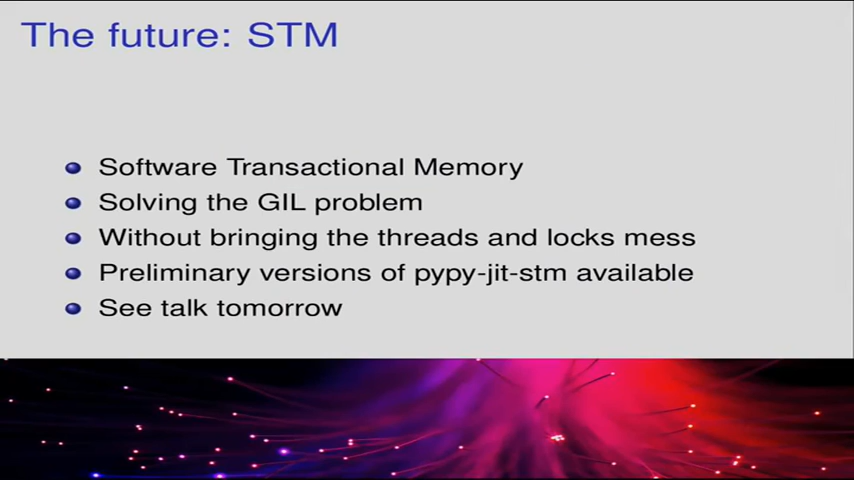 The future: STM
Software Transactional Memory
Solving the GIL problem
Without bringing the threads and locks mess
Preliminary versions of pypy-jit-stm available
See talk tomorrow